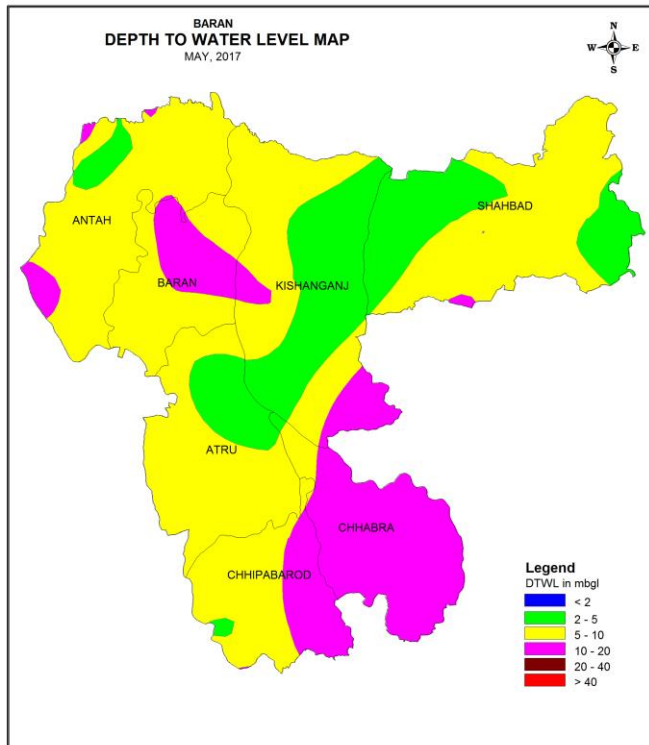 BARAN
DEPTH TO WATER LEVEL MAP
MAY, 2017
N
W E
S
ANTAH
SHAHBAD
BARAN
KISHANGANJ
ATRU
CHHABRA
CHHIPABAROD
Legend
DTWL in mbgl
< 2
2 - 5
5 - 10
10 - 20
20 - 40
> 40